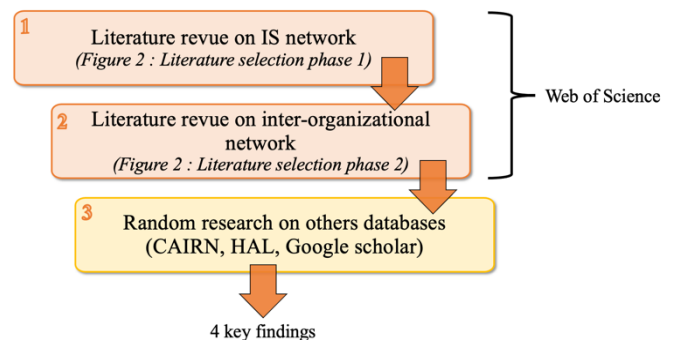 1
Literature revue on IS network
(Figure 2 : Literature selection phase 1)
Web of Science
2
Literature revue on inter-organizational
network
(Figure 2 : Literature selection phase 2)
3
Random research on others databases
(CAIRN, HAL, Google scholar)
4 key findings